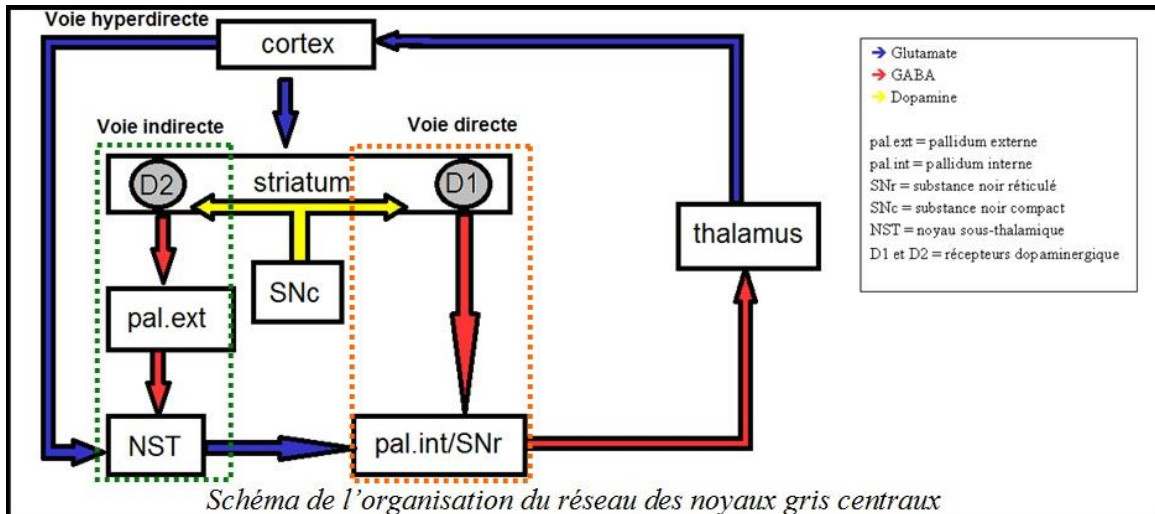 Voie hyperdirecte
cortex
Voie indirecte
Voie directe
D2
striatum
D1
SNc
pal.ext
NST
pal.int/SNr
thalamus
Glutamate
GABA
Dopamine
pal.ext = pallidum externe
pal.int = pallidum interne
SNr = substance noir réticulé
SNc = substance noir compact
NST = noyau sous-thalamique
D1 et D2 = récepteurs dopaminergique
Schéma de l'organisation du réseau des noyaux gris centraux